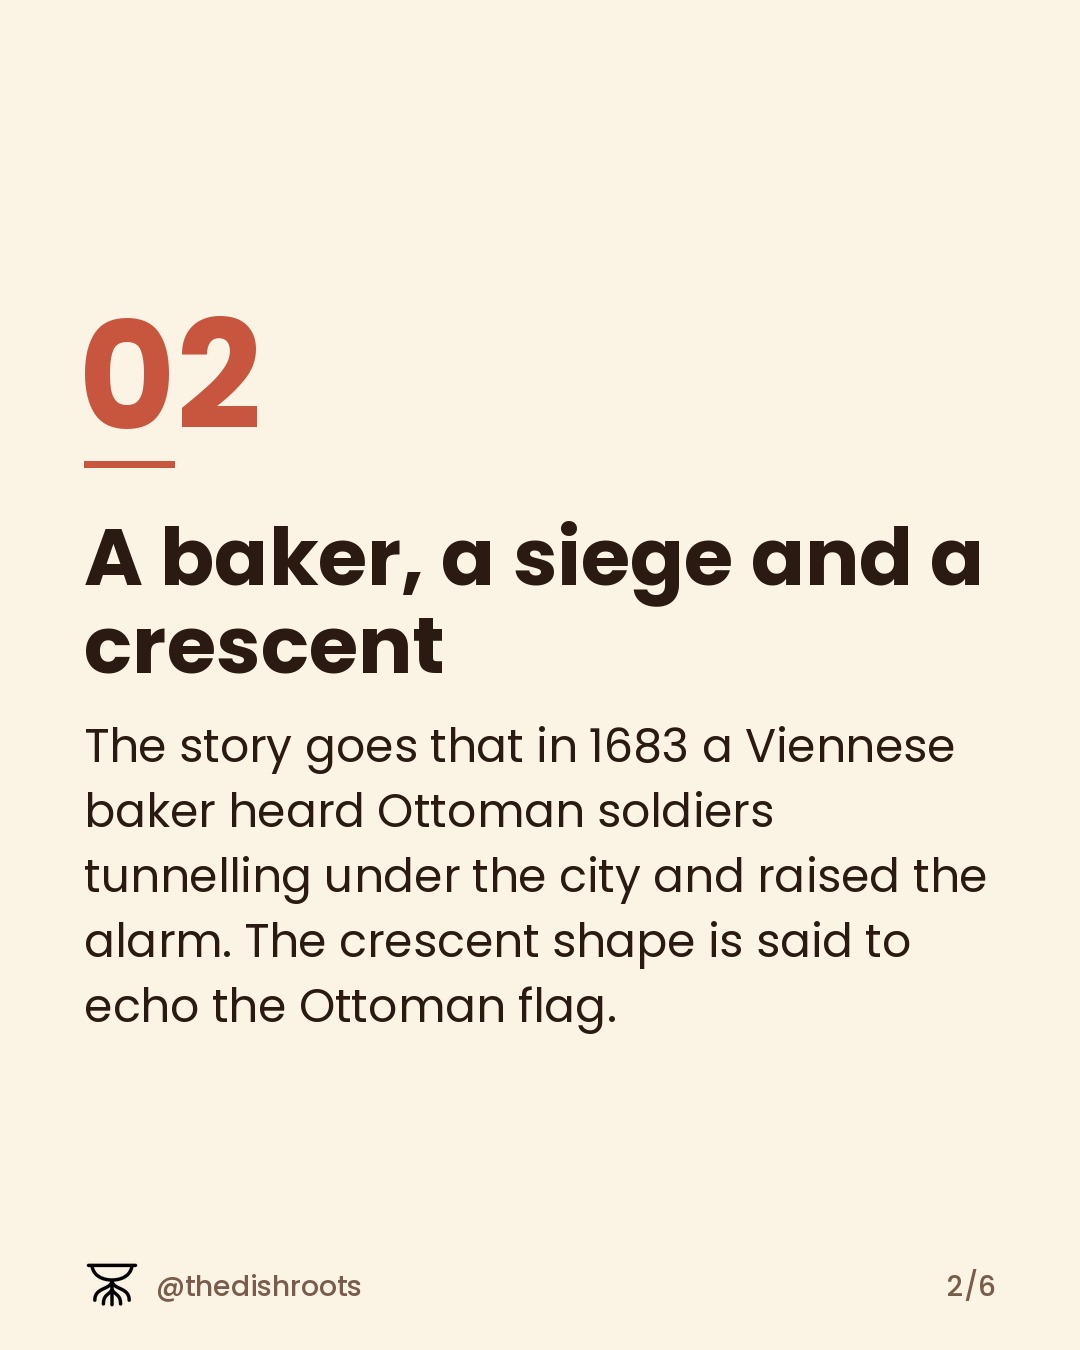 02
A baker, a siege and a
crescent
The story goes that in 1683 a Viennese
baker heard Ottoman soldiers
tunnelling under the city and raised the
alarm. The crescent shape is said to
echo the Ottoman flag.
@thedishroots
2/6